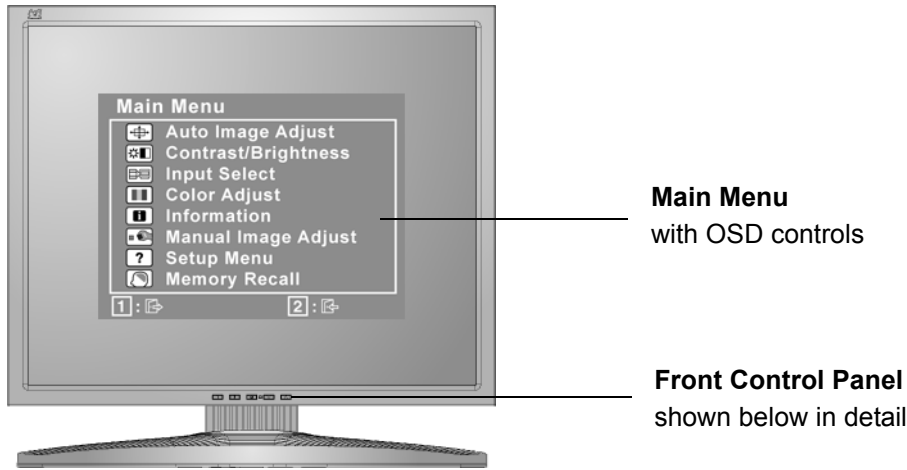 Main Menu
Auto Image Adjust
Contrast/Brightness
Input Select
Color Adjust
i Information
Manual Image Adjust
? Setup Menu
Memory Recall
1 : 2 :
Main Menu
with OSD controls
Front Control Panel
shown below in detail